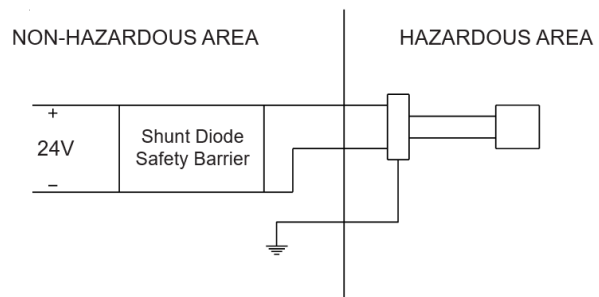 NON-HAZARDOUS AREA
HAZARDOUS AREA
+
24V
−
Shunt Diode
Safety Barrier